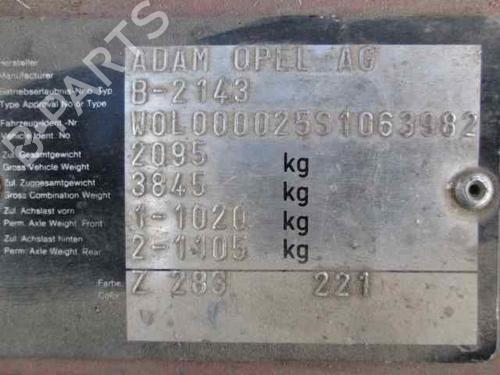 Hersteller ADAM OPEL AG
Manufacturer
Betriebserlaubnis-Nr.o.Typ B-2143
Type Approval No or Type
Fahrzeug-Ident.-Nr W0L000025S1063982
Vehicle Ident. No
Zul. Gesamtgewicht 2095 kg
Gross Vehicle Weight
Zul. Zuggesamtgewicht 3845 kg
Gross Combination Weight
Zul. Achslast vorn 1-1020 kg
Perm. Axle Weight, Front
Zul. Achslast hinten 2-1105 kg
Perm. Axle Weight, Rear
Farbe Z 283 221
Color
PARTS